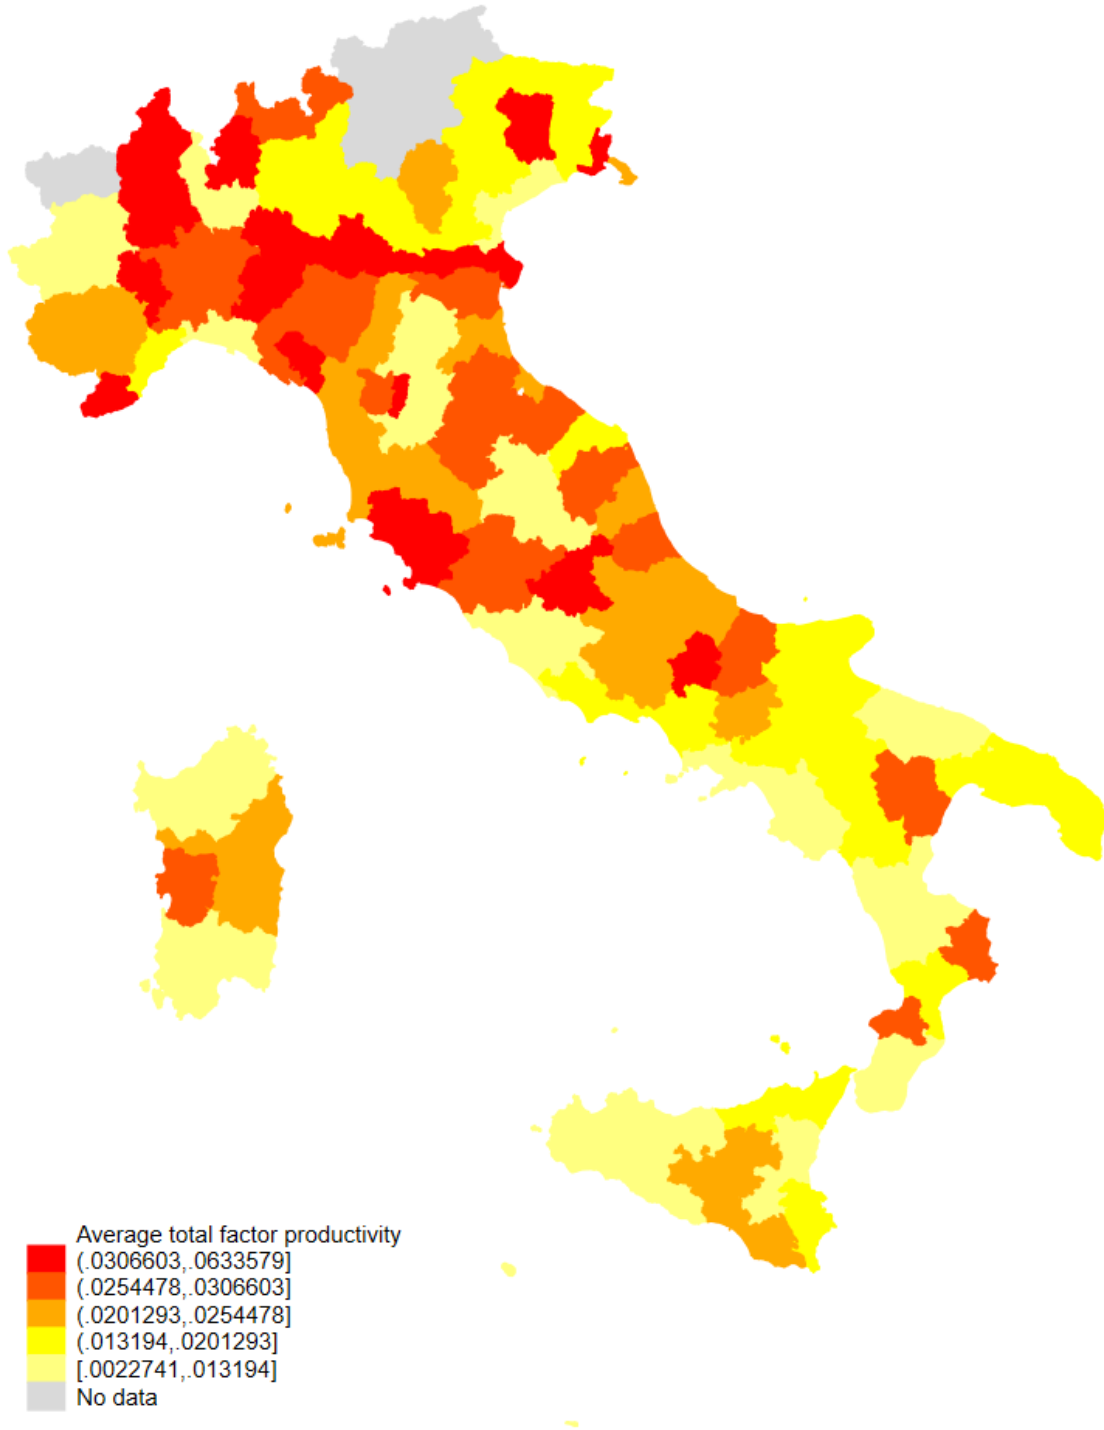 Average total factor productivity
(.0306603,.0633579]
(.0254478,.0306603]
(.0201293,.0254478]
(.013194,.0201293]
[.0022741,.013194]
No data